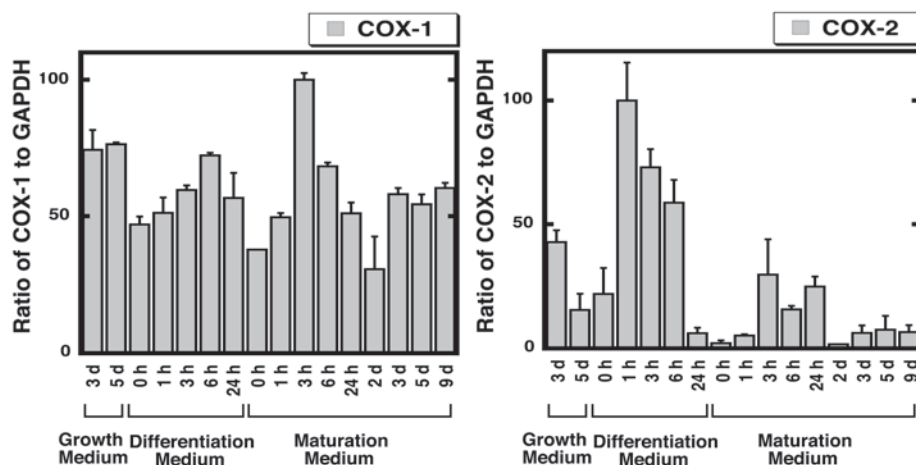 COX-1
Ratio of COX-1 to GAPDH
100
50
0
3 d
5 d
0 h
1 h
3 h
6 h
24 h
0 h
1 h
3 h
6 h
24 h
2 d
3 d
5 d
9 d
Growth
Medium
Differentiation
Medium
Maturation
Medium
COX-2
Ratio of COX-2 to GAPDH
100
50
0
3 d
5 d
0 h
1 h
3 h
6 h
24 h
0 h
1 h
3 h
6 h
24 h
2 d
3 d
5 d
9 d
Growth
Medium
Differentiation
Medium
Maturation
Medium